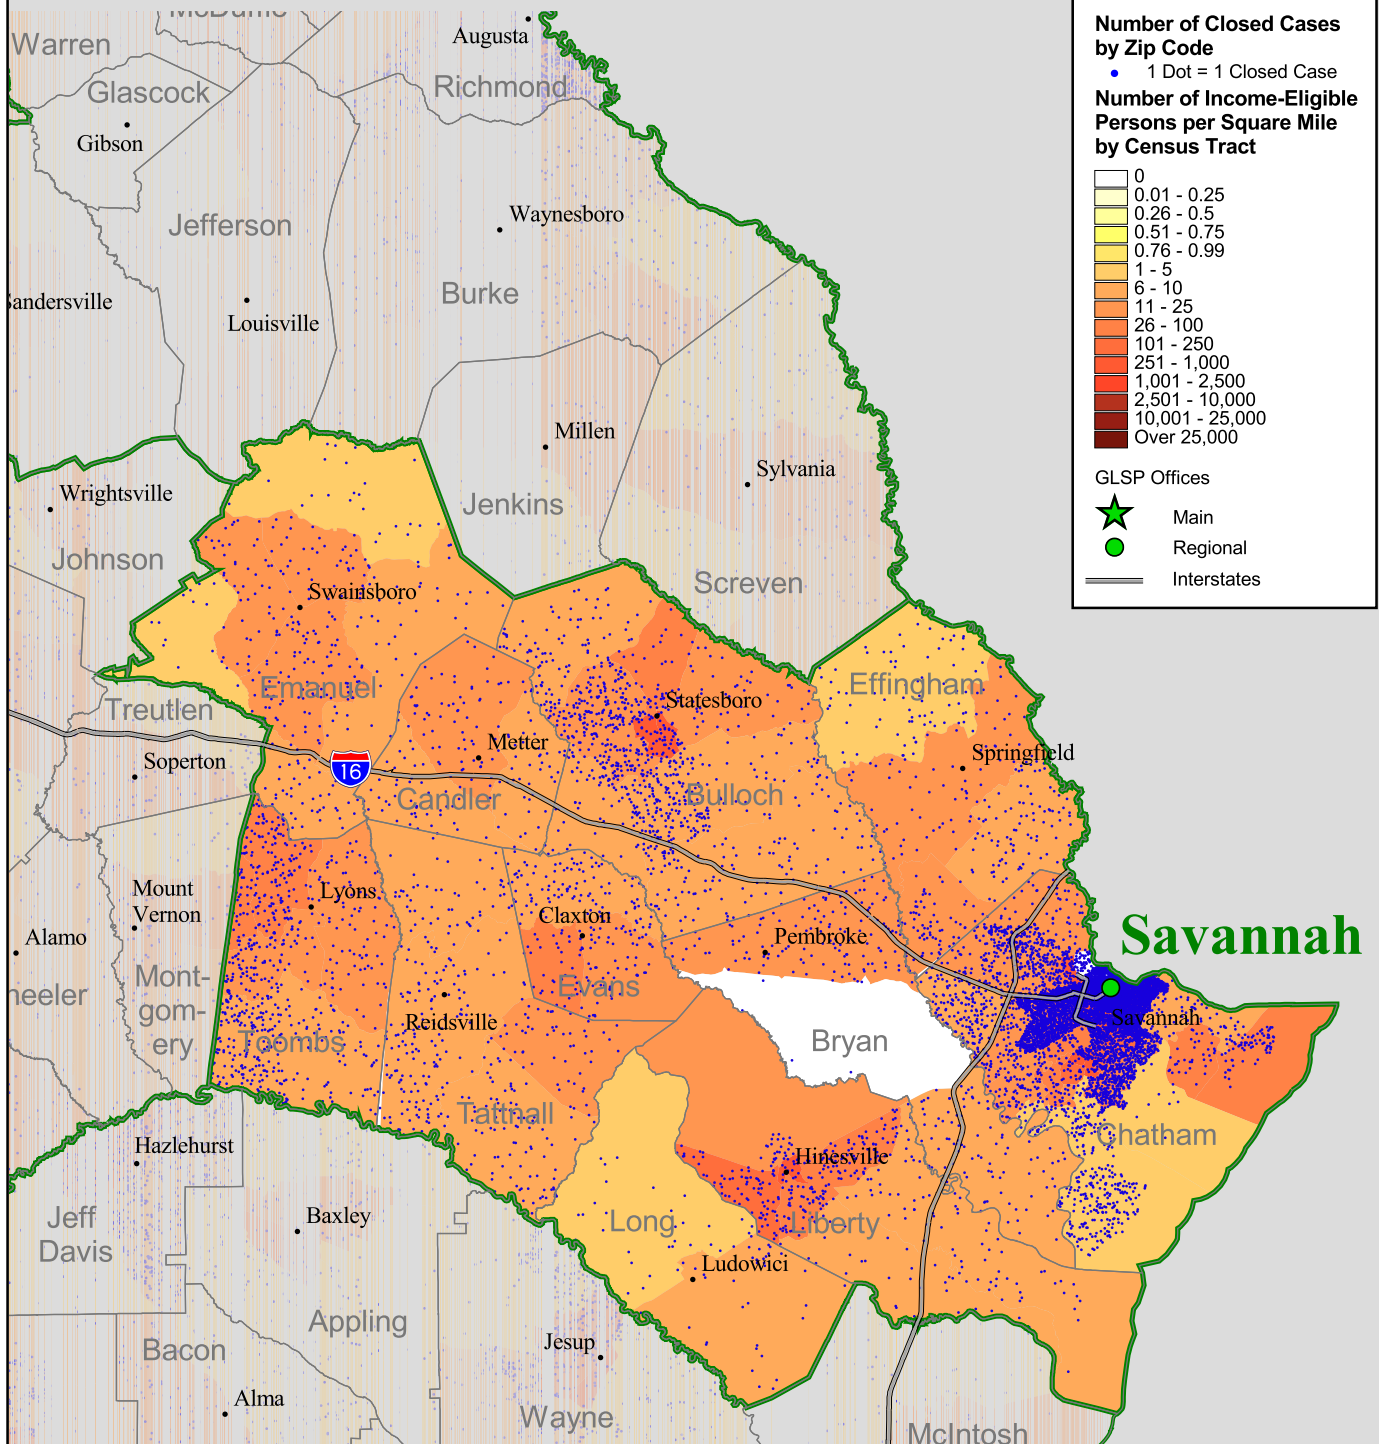 McDuffie
Warren
Augusta
Richmond
Glascock
Gibson
Jefferson
Waynesboro
Burke
Sandersville
Louisville
Millen
Sylvania
Wrightsville
Jenkins
Johnson
Screven
Swainsboro
Emanuel
Effingham
Treutlen
Statesboro
Metter
Springfield
Soperton
16
Candler
Bulloch
Mount
Vernon
Lyons
Claxton
Pembroke
Savannah
Alamo
Mont-
gom-
ery
Evans
heeler
Reidsville
Toombs
Bryan
Savannah
Tattnall
Chatham
Hazlehurst
Hinesville
Jeff
Davis
Baxley
Long
Liberty
Ludowici
Appling
Bacon
Jesup
Alma
Wayne
McIntosh
Number of Closed Cases
by Zip Code
1 Dot = 1 Closed Case
Number of Income-Eligible
Persons per Square Mile
by Census Tract
0
0.01 - 0.25
0.26 - 0.5
0.51 - 0.75
0.76 - 0.99
1 - 5
6 - 10
11 - 25
26 - 100
101 - 250
251 - 1,000
1,001 - 2,500
2,501 - 10,000
10,001 - 25,000
Over 25,000
GLSP Offices
Main
Regional
Interstates